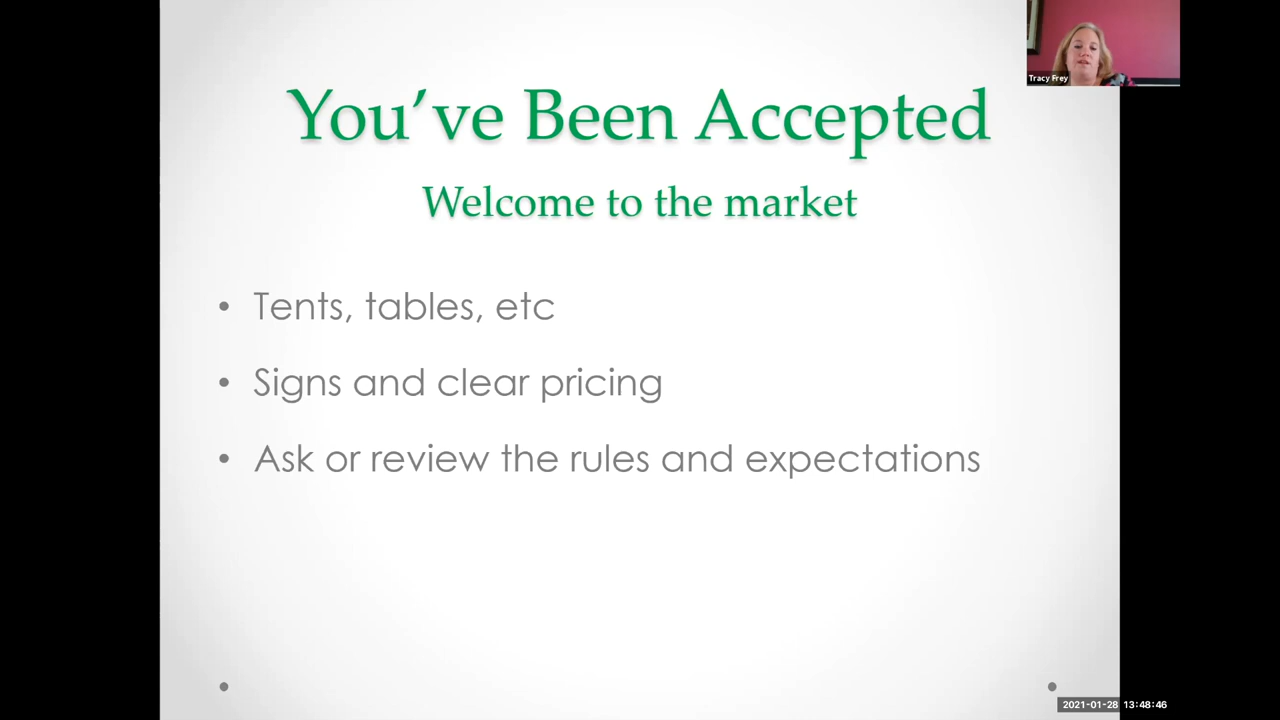 You've Been Accepted
Welcome to the market
• Tents, tables, etc
• Signs and clear pricing
• Ask or review the rules and expectations
Tracy Frey
2021-01-28 13:48:46